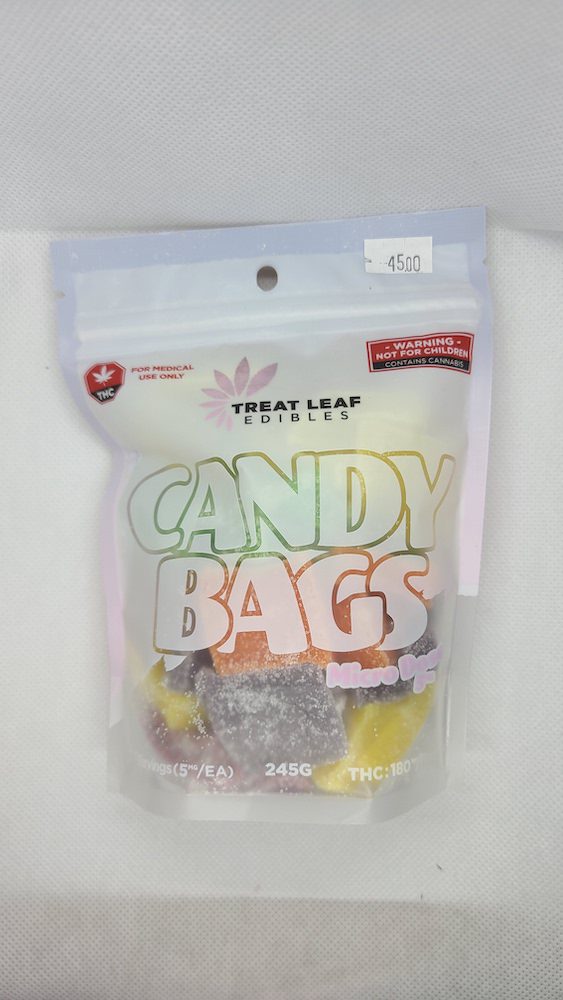 45.00
THC
FOR MEDICAL
USE ONLY
- WARNING -
NOT FOR CHILDREN
CONTAINS CANNABIS
TREAT LEAF
EDIBLES
CANDY
BAGS
Micro
(5MG/EA)
245G
THC:180